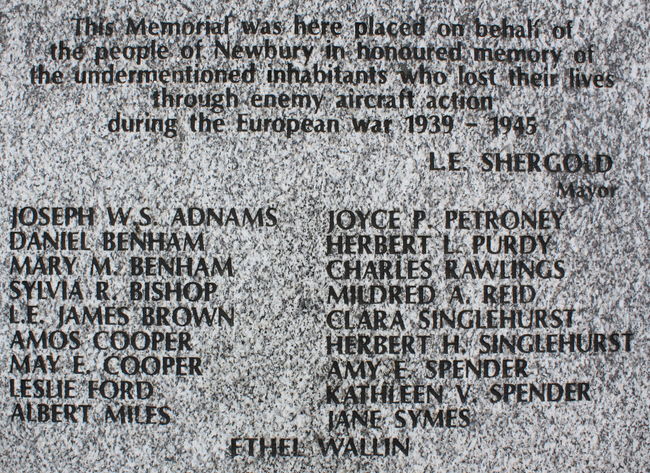 This Memorial was here placed on behalf of
the people of Newbury in honoured memory of
the undermentioned inhabitants who lost their lives
through enemy aircraft action
during the European war 1939 - 1945
L.E. SHERGOLD
Mayor
JOSEPH W.S. ADNAMS
DANIEL BENHAM
MARY M. BENHAM
SYLVIA R. BISHOP
L.E. JAMES BROWN
AMOS COOPER
MAY E. COOPER
LESLIE FORD
ALBERT MILES
JOYCE P. PETRONEY
HERBERT L. PURDY
CHARLES RAWLINGS
MILDRED A. REID
CLARA SINGLEHURST
HERBERT H. SINGLEHURST
AMY E. SPENDER
KATHLEEN V. SPENDER
JANE SYMES
ETHEL WALLIN